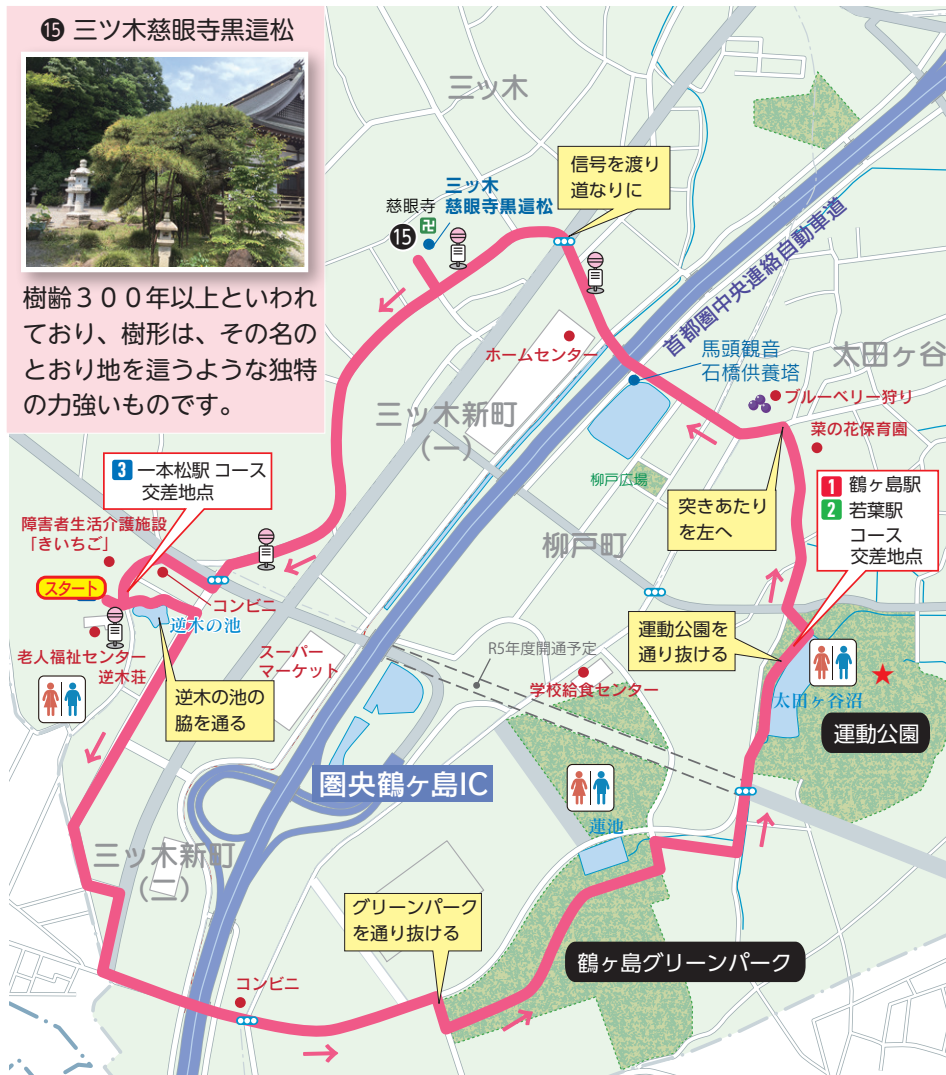 ⓯ 三ツ木慈眼寺黒這松
樹齢３００年以上といわれ
ており、樹形は、その名の
とおり地を這うような独特
の力強いものです。
三ッ木
信号を渡り
道なりに
三ッ木
慈眼寺黒這松
慈眼寺
卍
⓯
首都圏中央連絡自動車道
ホームセンター
馬頭観音
石橋供養塔
太田ヶ谷
ブルーベリー狩り
菜の花保育園
三ッ木新町
(一)
柳戸広場
突きあたり
を左へ
1 鶴ヶ島駅
2 若葉駅
コース
交差地点
3 一本松駅 コース
交差地点
障害者生活介護施設
「きいちご」
スタート
コンビニ
逆木の池
老人福祉センター
逆木荘
逆木の池の
脇を通る
スーパー
マーケット
柳戸町
R5年度開通予定
学校給食センター
運動公園を
通り抜ける
太田ヶ谷沼
★
運動公園
圏央鶴ヶ島IC
蓮池
三ッ木新町
(二)
グリーンパーク
を通り抜ける
鶴ヶ島グリーンパーク
コンビニ